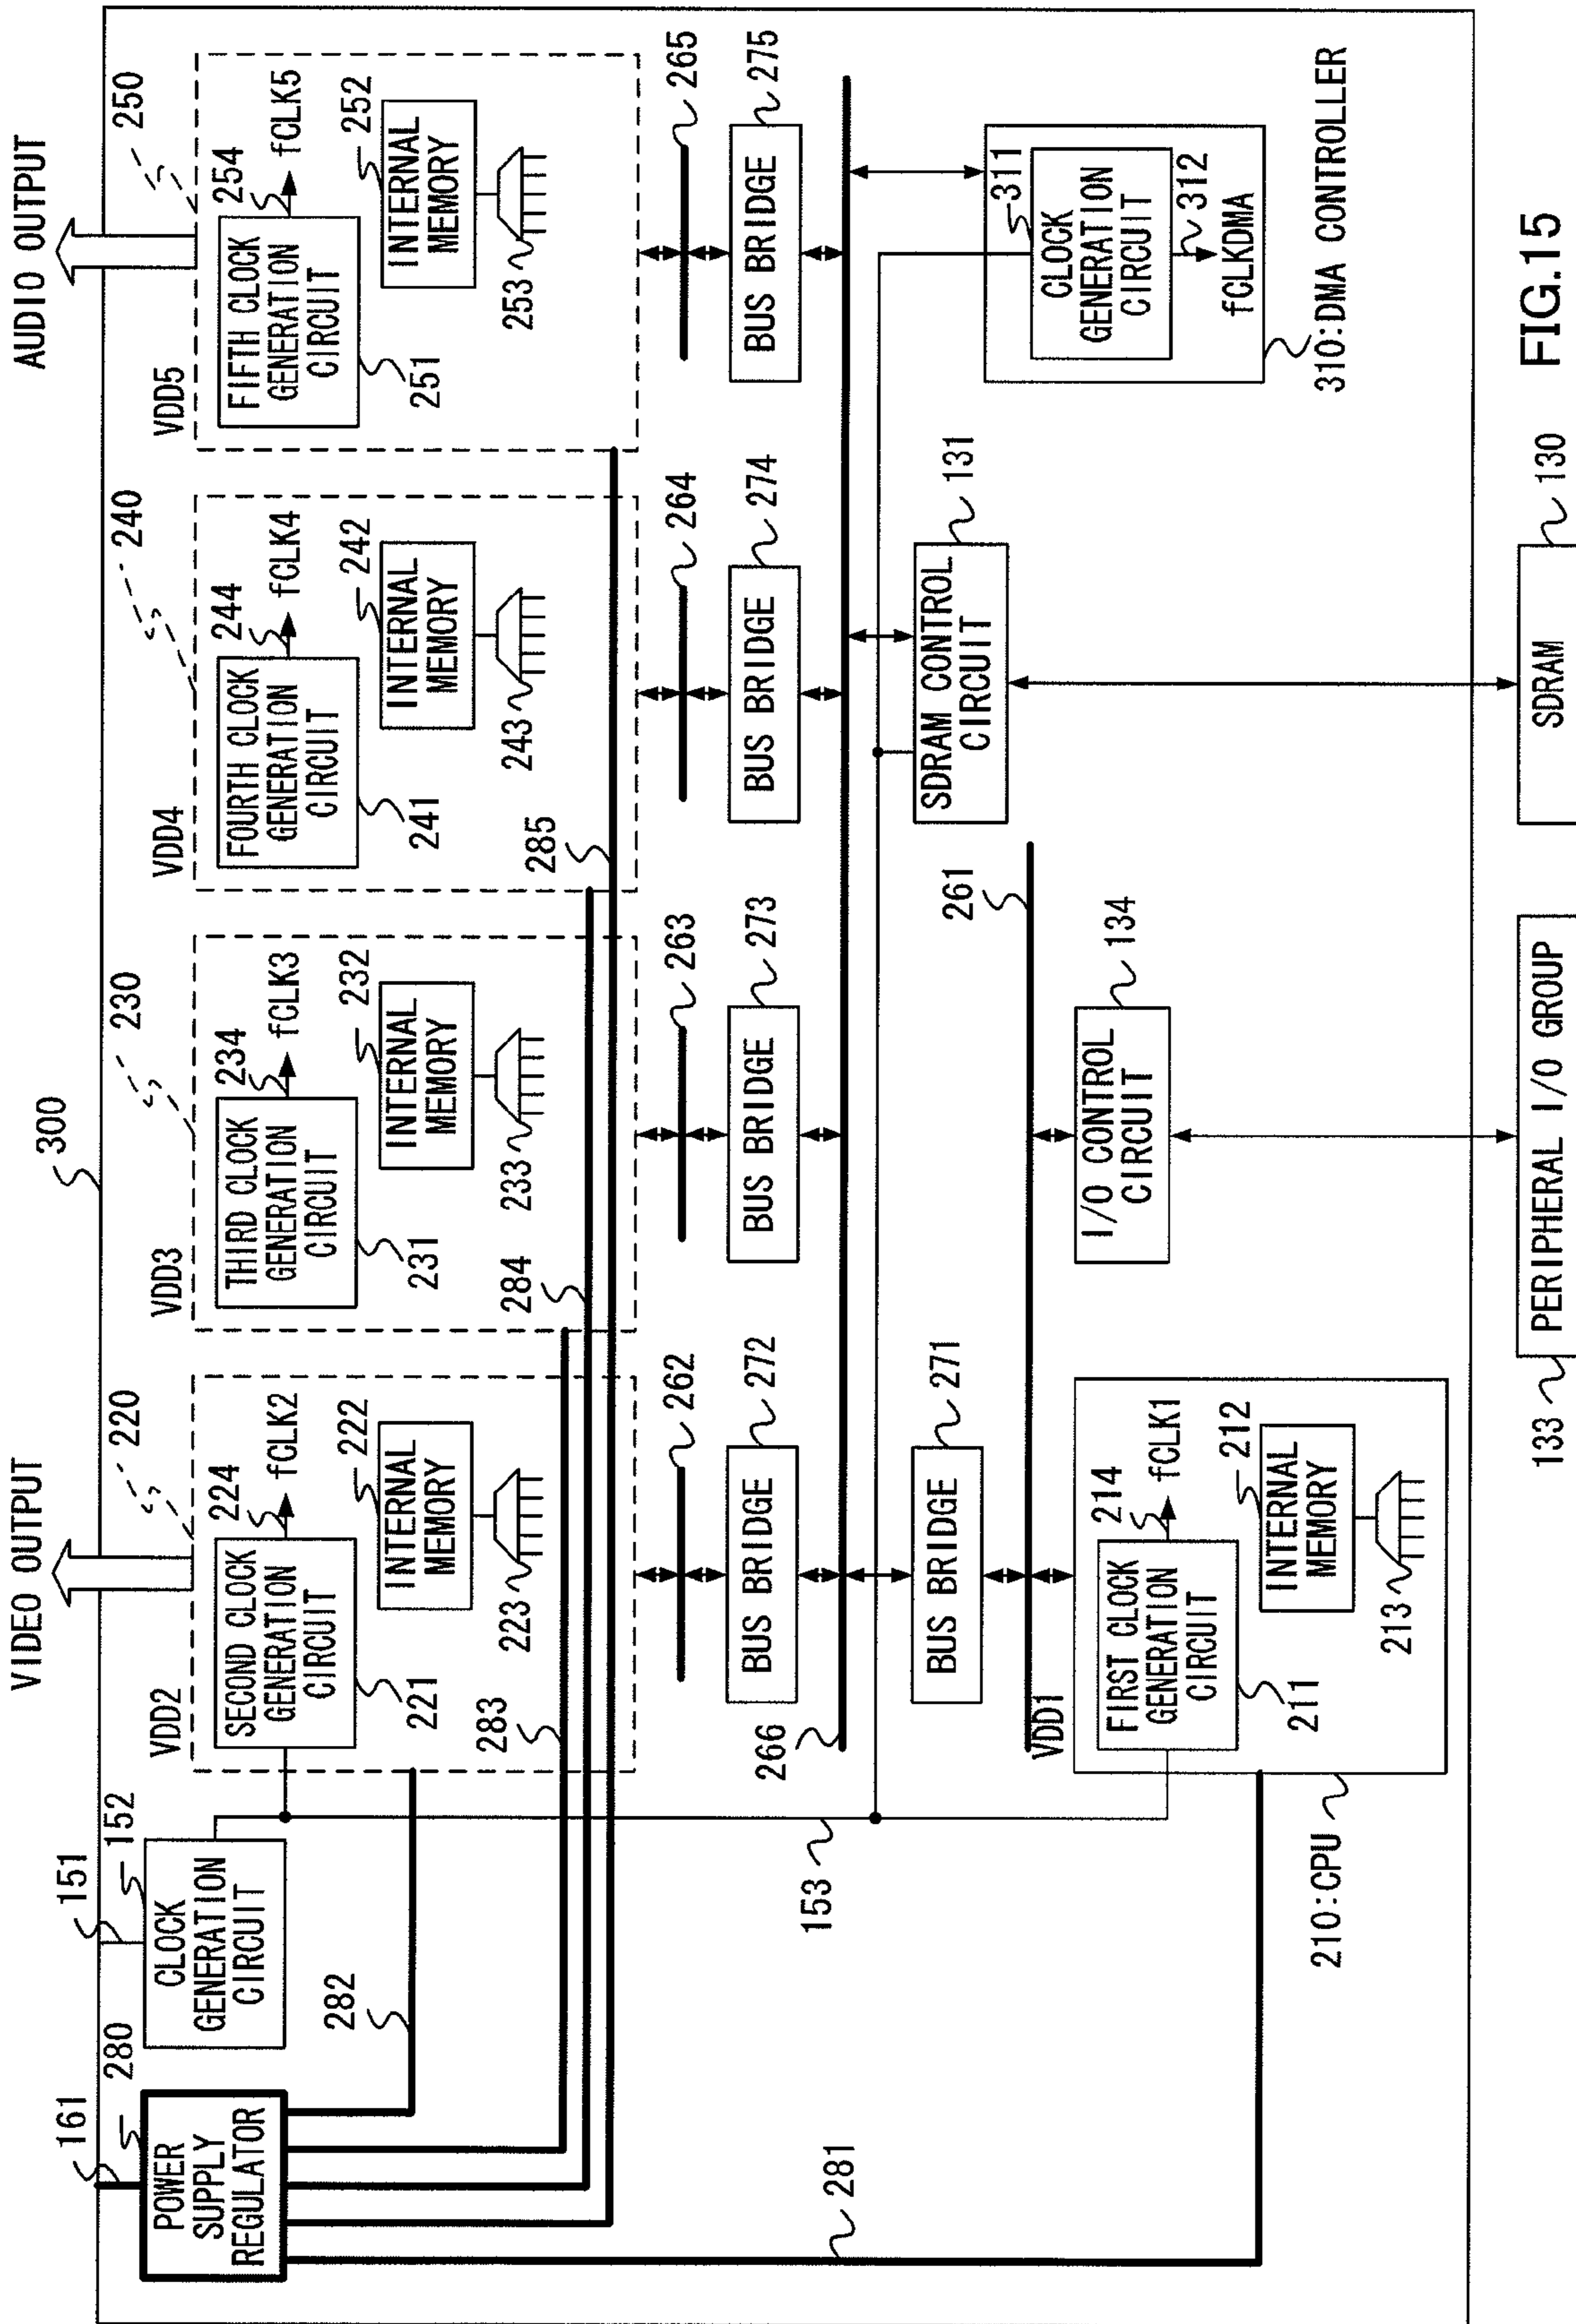 VIDEO OUTPUT
AUDIO OUTPUT
300
161
280
151
152
220
230
240
250
POWER
SUPPLY
REGULATOR
CLOCK
GENERATION
CIRCUIT
VDD2
SECOND CLOCK
GENERATION
CIRCUIT
221
224
fCLK2
222
INTERNAL
MEMORY
223
VDD3
THIRD CLOCK
GENERATION
CIRCUIT
231
234
fCLK3
232
INTERNAL
MEMORY
233
VDD4
FOURTH CLOCK
GENERATION
CIRCUIT
241
244
fCLK4
242
INTERNAL
MEMORY
243
VDD5
FIFTH CLOCK
GENERATION
CIRCUIT
251
254
fCLK5
252
INTERNAL
MEMORY
253
282
283
284
285
262
263
264
265
BUS BRIDGE
272
BUS BRIDGE
273
BUS BRIDGE
274
BUS BRIDGE
275
266
281
153
BUS BRIDGE
271
261
SDRAM CONTROL
CIRCUIT
131
CLOCK
GENERATION
CIRCUIT
311
312
fCLKDMA
310:DMA CONTROLLER
VDD1
FIRST CLOCK
GENERATION
CIRCUIT
211
214
fCLK1
212
INTERNAL
MEMORY
213
210:CPU
I/O CONTROL
CIRCUIT
134
133
PERIPHERAL I/O GROUP
SDRAM
130
FIG.15